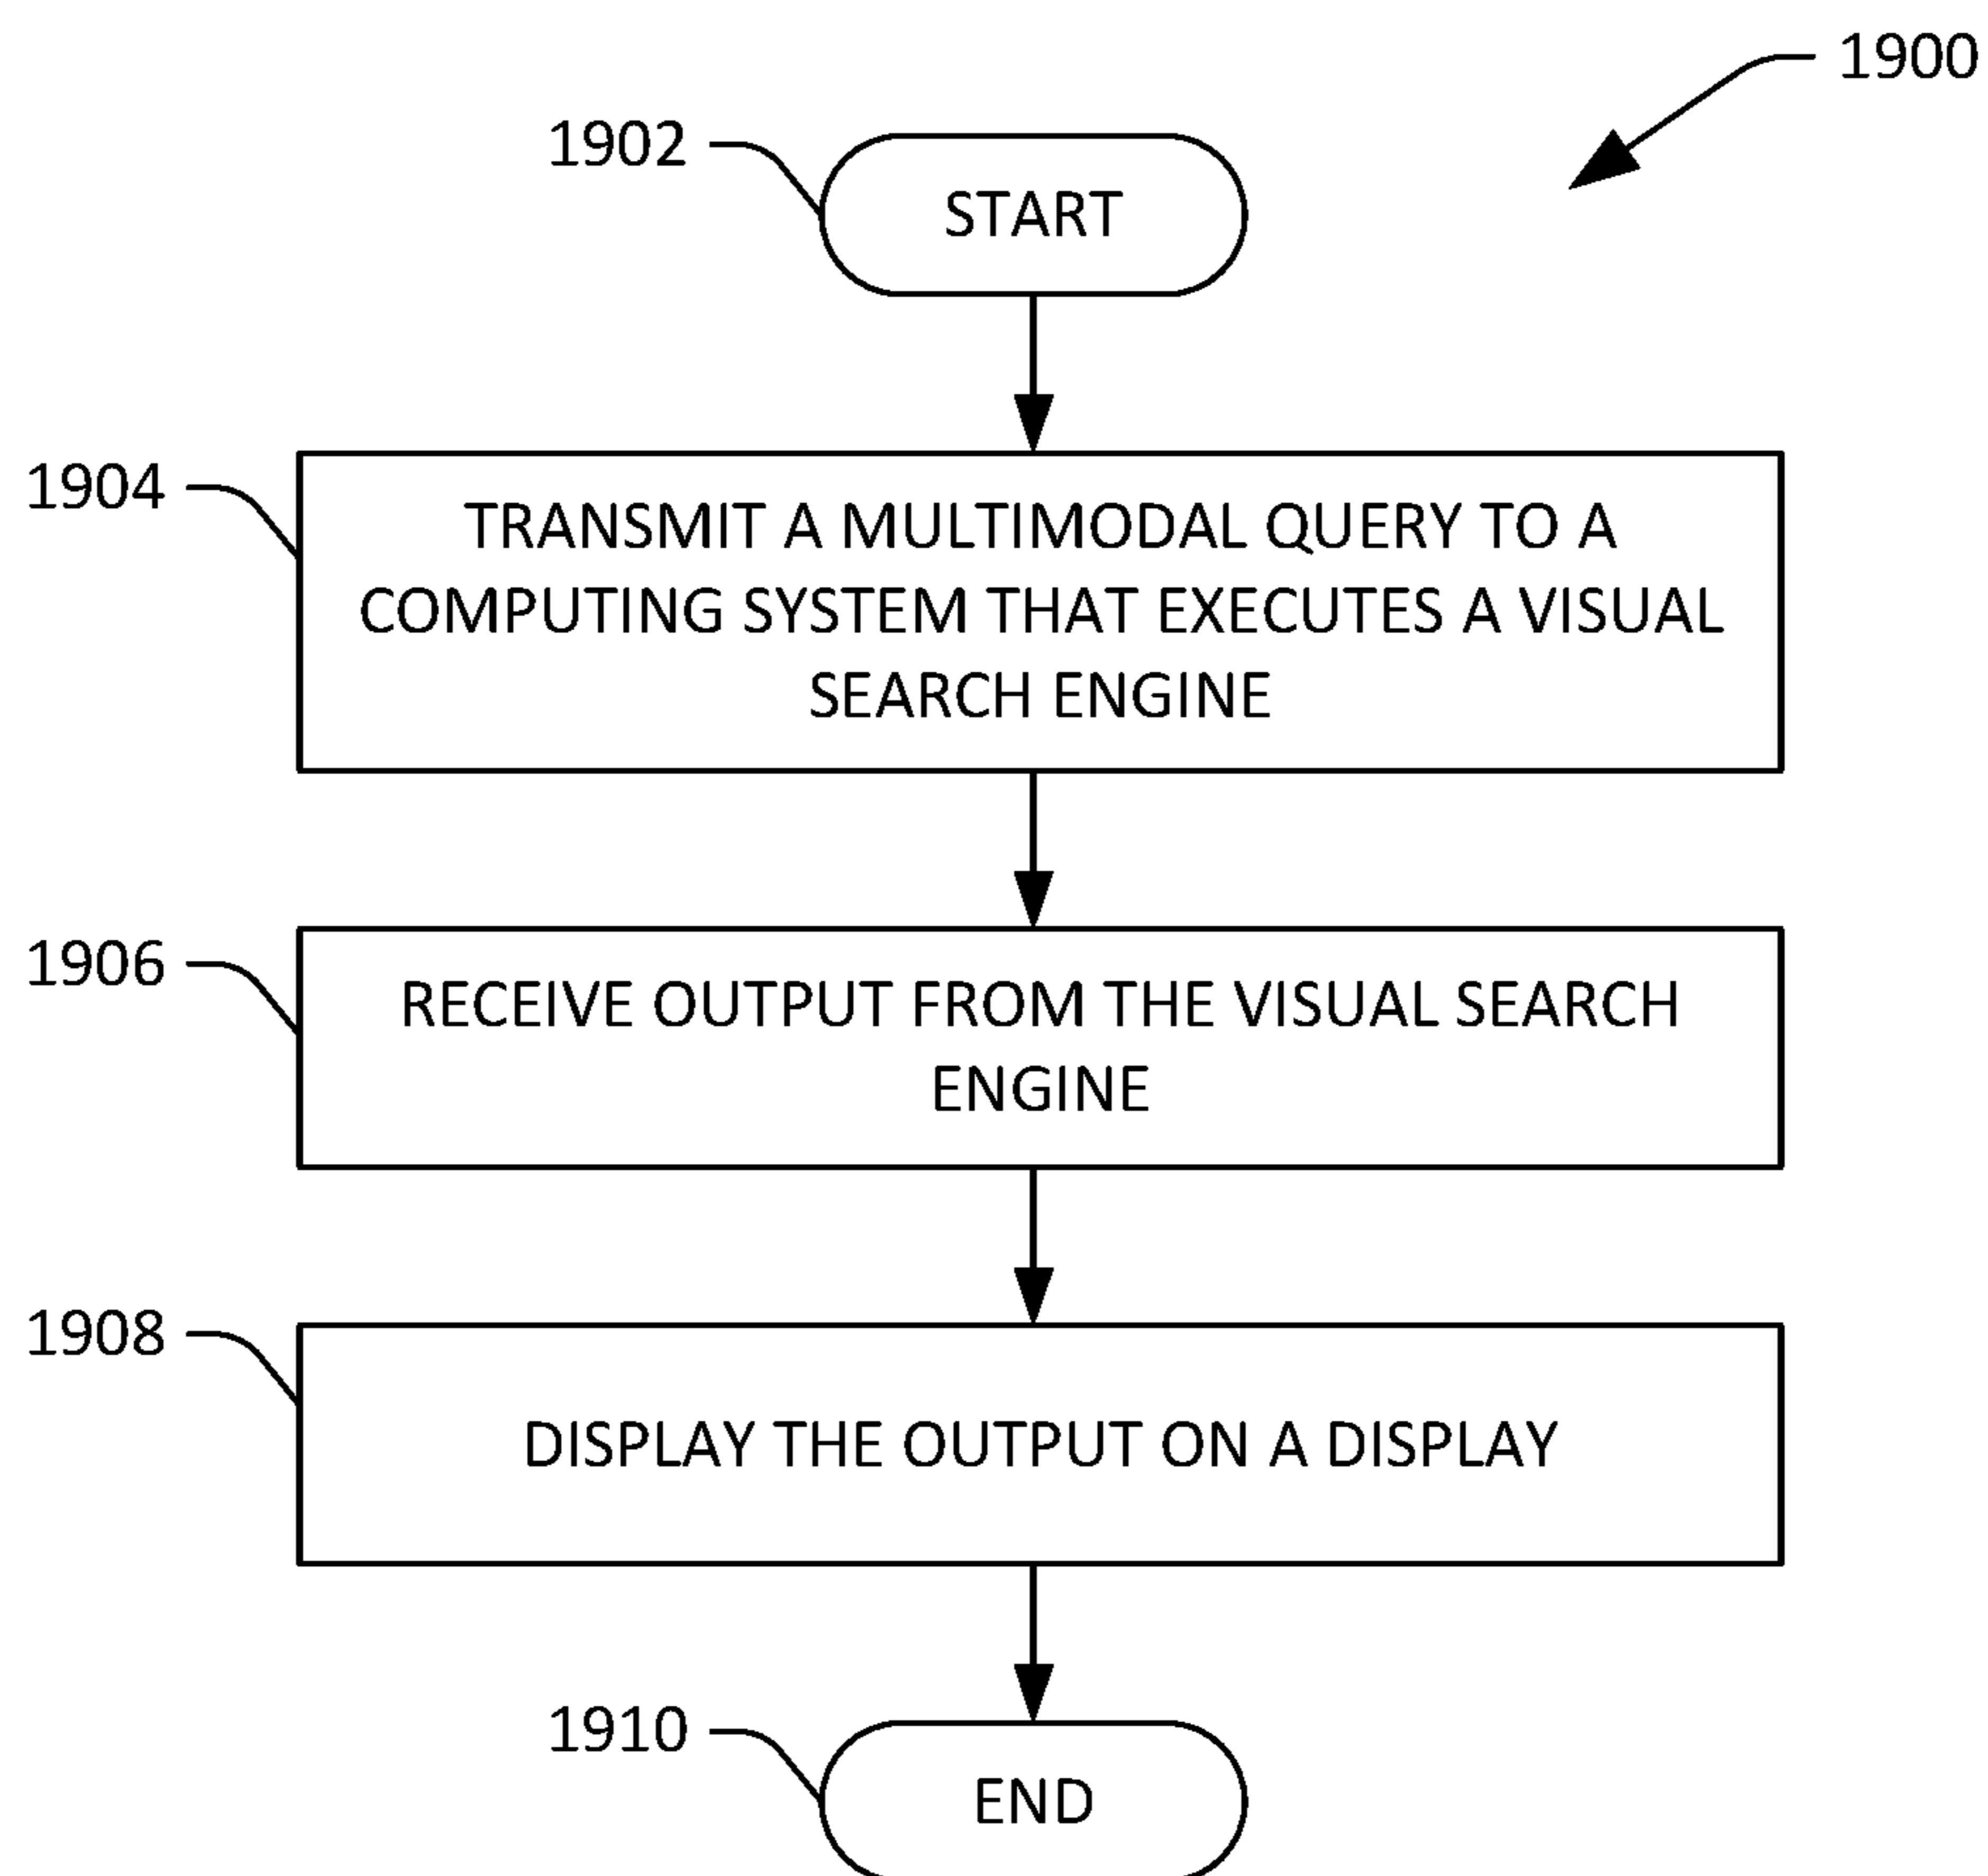 1900
1902
START
1904
TRANSMIT A MULTIMODAL QUERY TO A
COMPUTING SYSTEM THAT EXECUTES A VISUAL
SEARCH ENGINE
1906
RECEIVE OUTPUT FROM THE VISUAL SEARCH
ENGINE
1908
DISPLAY THE OUTPUT ON A DISPLAY
1910
END